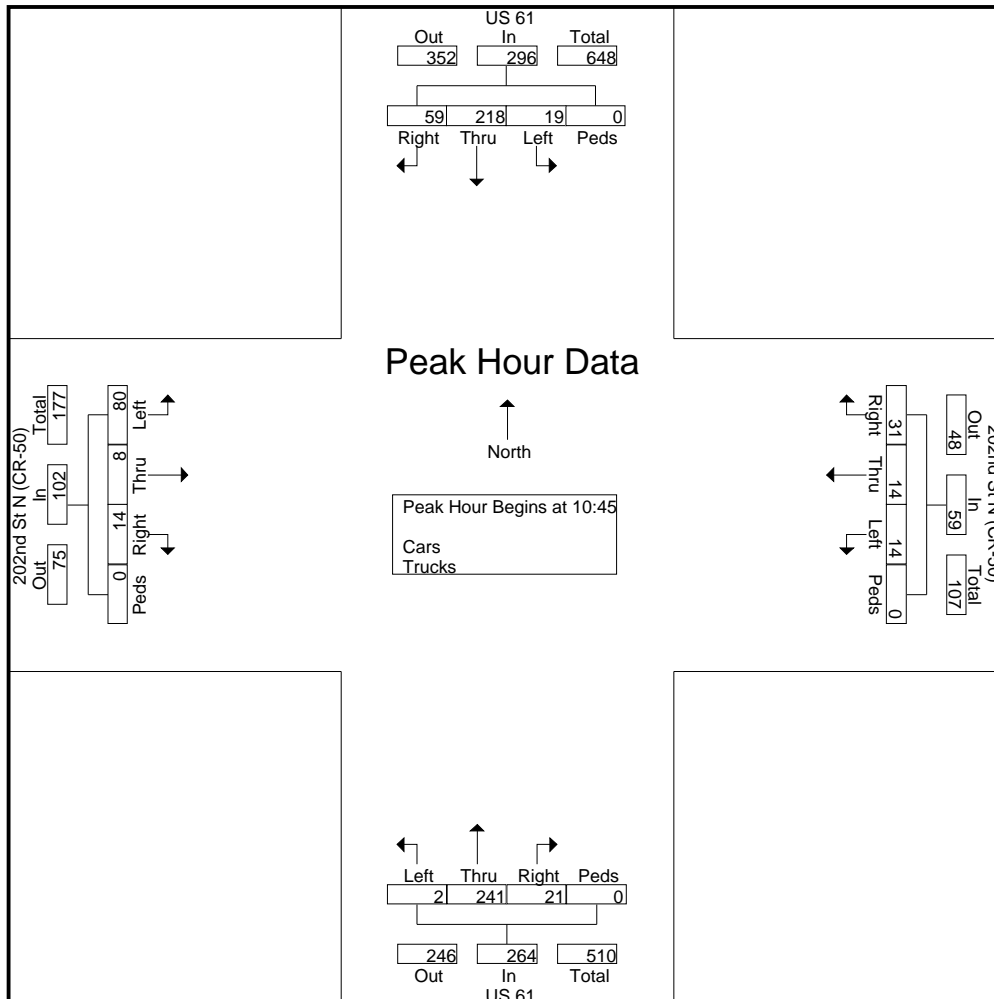 US 61
Out In Total
352 296 648
59 218 19 0
Right Thru Left Peds
Peak Hour Data
North
Peak Hour Begins at 10:45
Cars
Trucks
202nd St N (CR-50)
Total In Out
177 102 75
80 8 14 0
Left Thru Right Peds
202nd St N (CR-50)
Out In Total
48 59 107
31 14 14 0
Right Thru Left Peds
Left Thru Right Peds
2 241 21 0
246 264 510
Out In Total
US 61